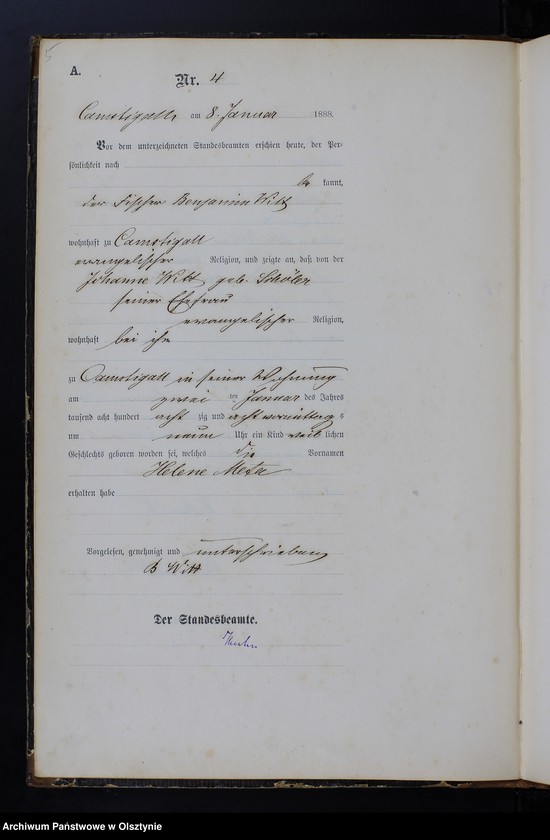 5
A.
Nr. 4
Camstigall am 8. Januar 1888.
Vor dem unterzeichneten Standesbeamten erschien heute, der Per-
sönlichkeit nach
be kannt,
der Fischer Benjamin Witt
wohnhaft zu Camstigall
evangelischer Religion, und zeigte an, daß von der
Johanne Witt geb.
seiner Ehefrau
evangelischer Religion,
wohnhaft bei ihm
zu Camstigall in seiner Wohnung
am zwei ten Januar des Jahres
tausend acht hundert acht zig und acht vormittag s
um neun Uhr ein Kind weib lichen
Geschlechts geboren worden sei, welches die Vornamen
Helene Meta
erhalten habe
Vorgelesen, genehmigt und unterschrieben
B Witt
Der Standesbeamte.
Archiwum Państwowe w Olsztynie